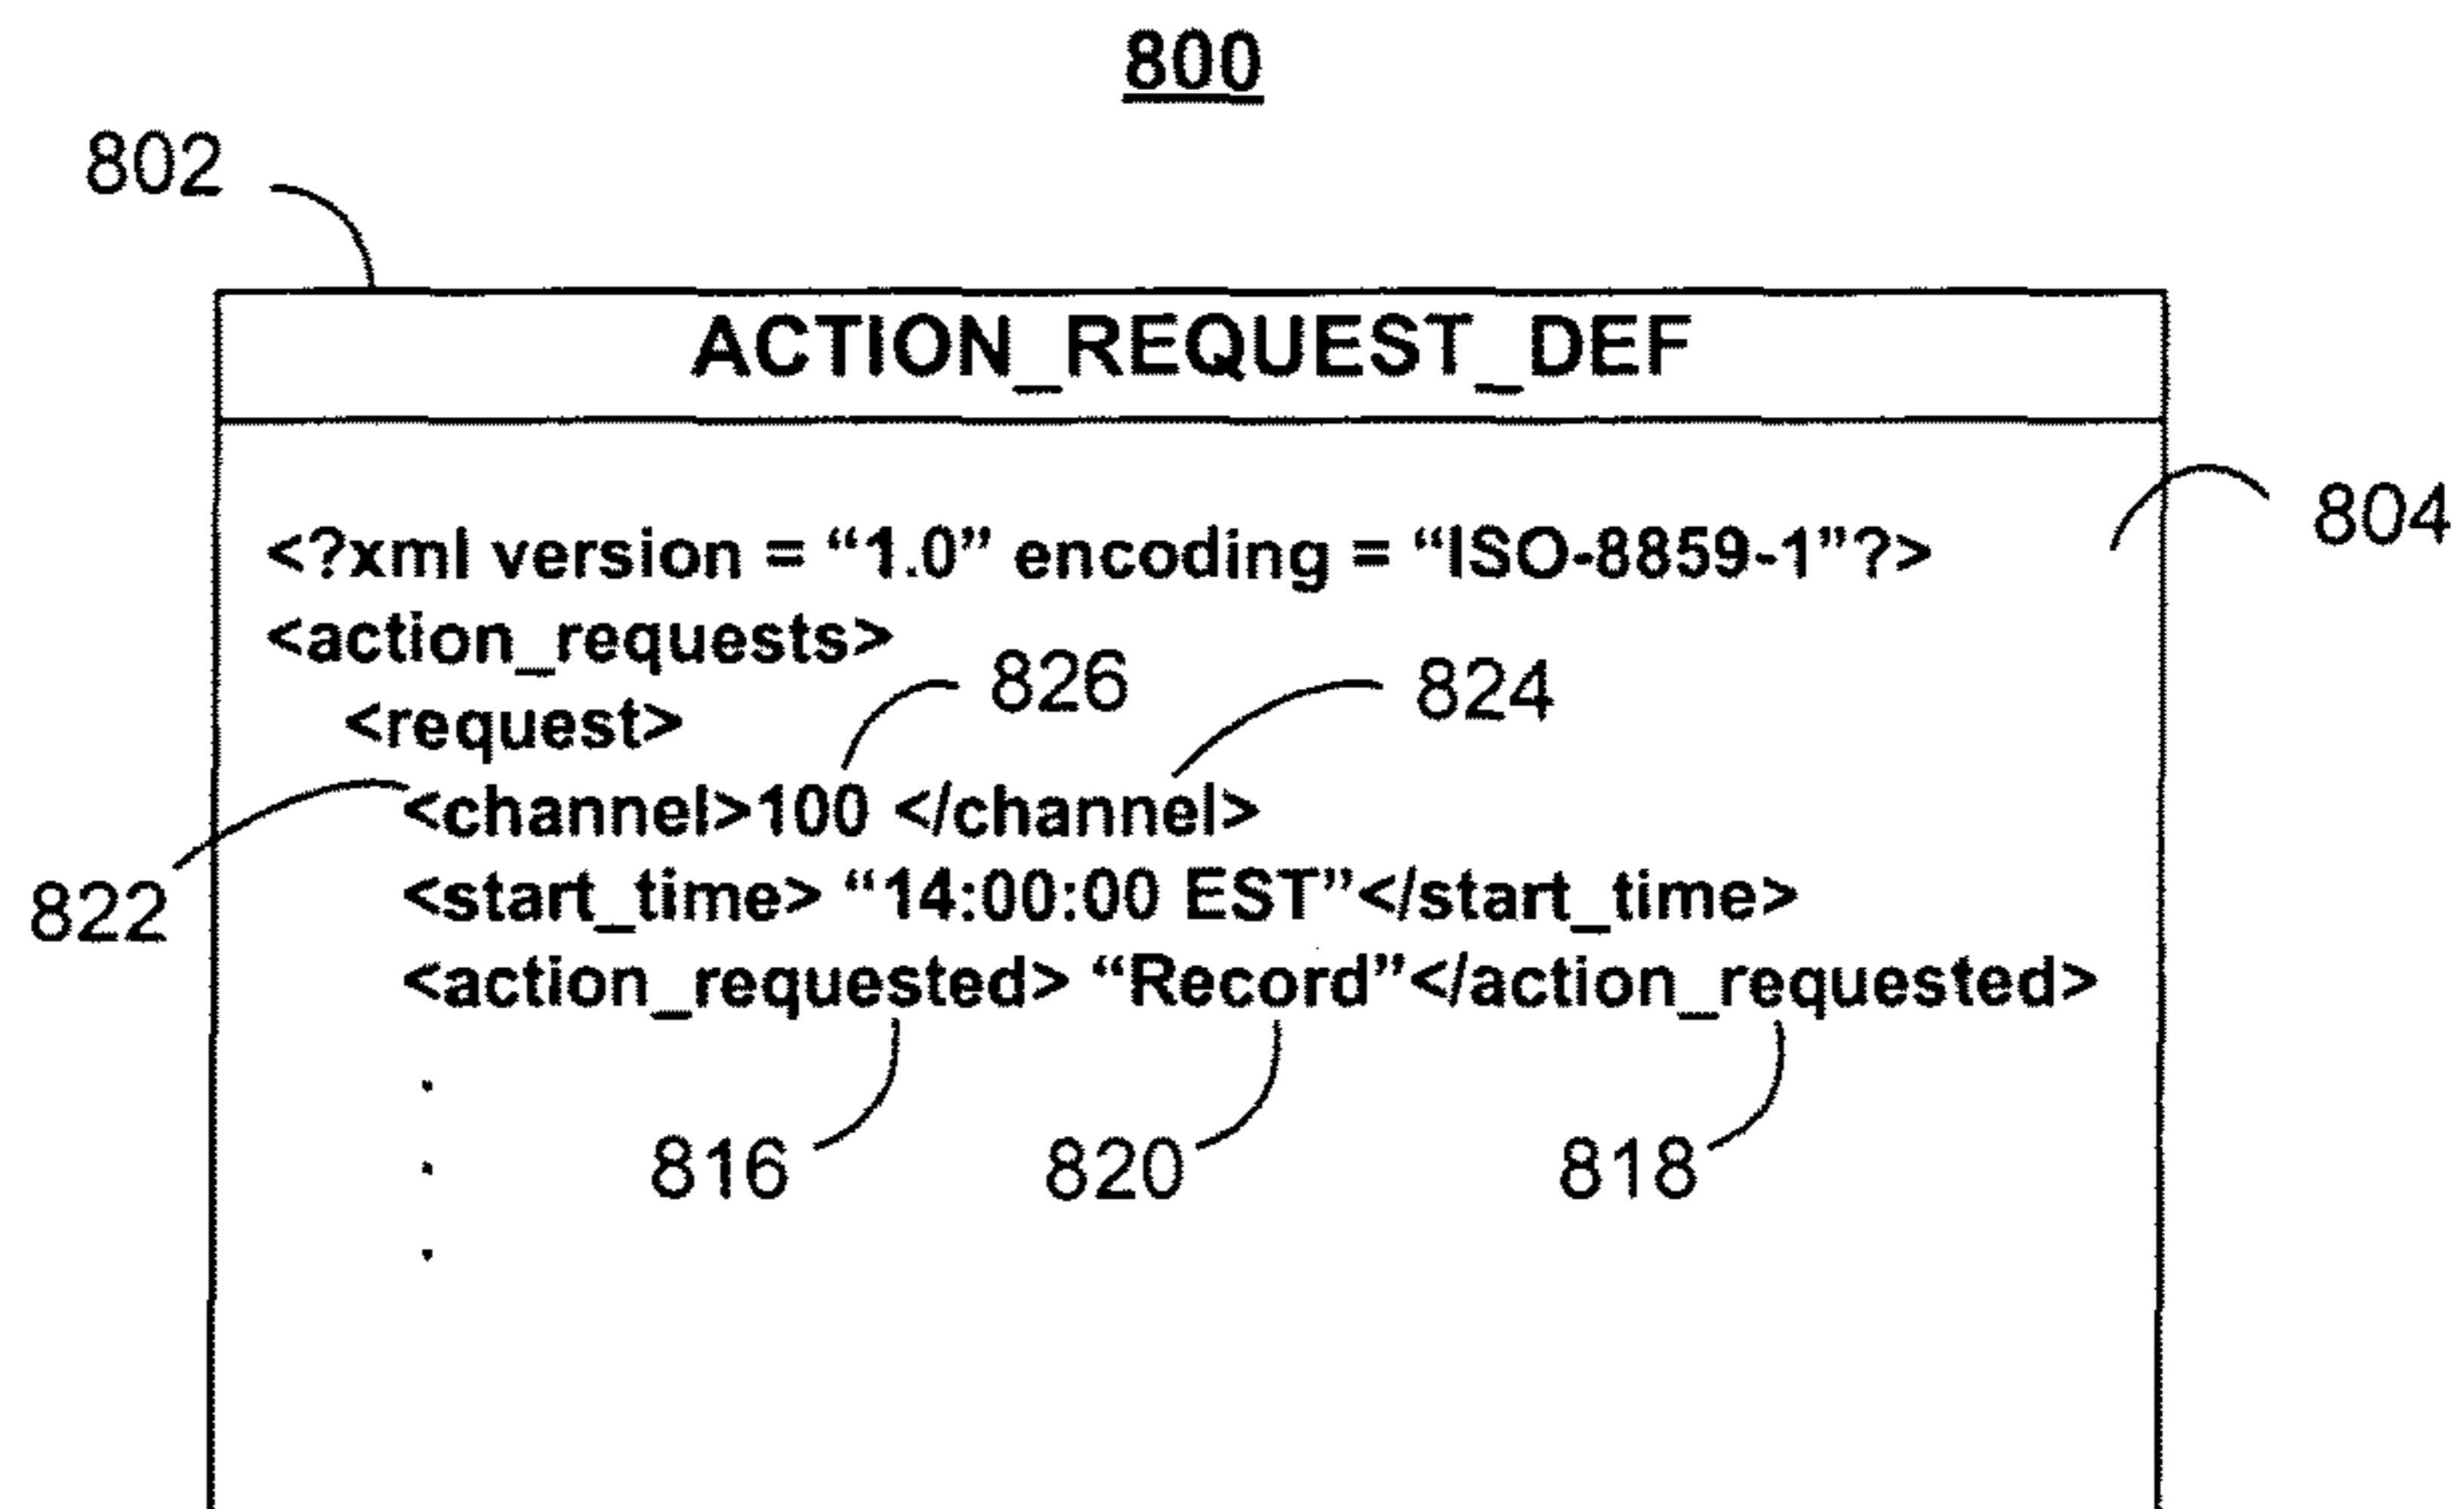 800
802
ACTION_REQUEST_DEF
804
<?xml version = “1.0” encoding = “ISO-8859-1”?>
<action_requests>
826 824
<request>
<channel>100 </channel>
822
<start_time> “14:00:00 EST”</start_time>
<action_requested> “Record”</action_requested>
.
816 820 818
.
.